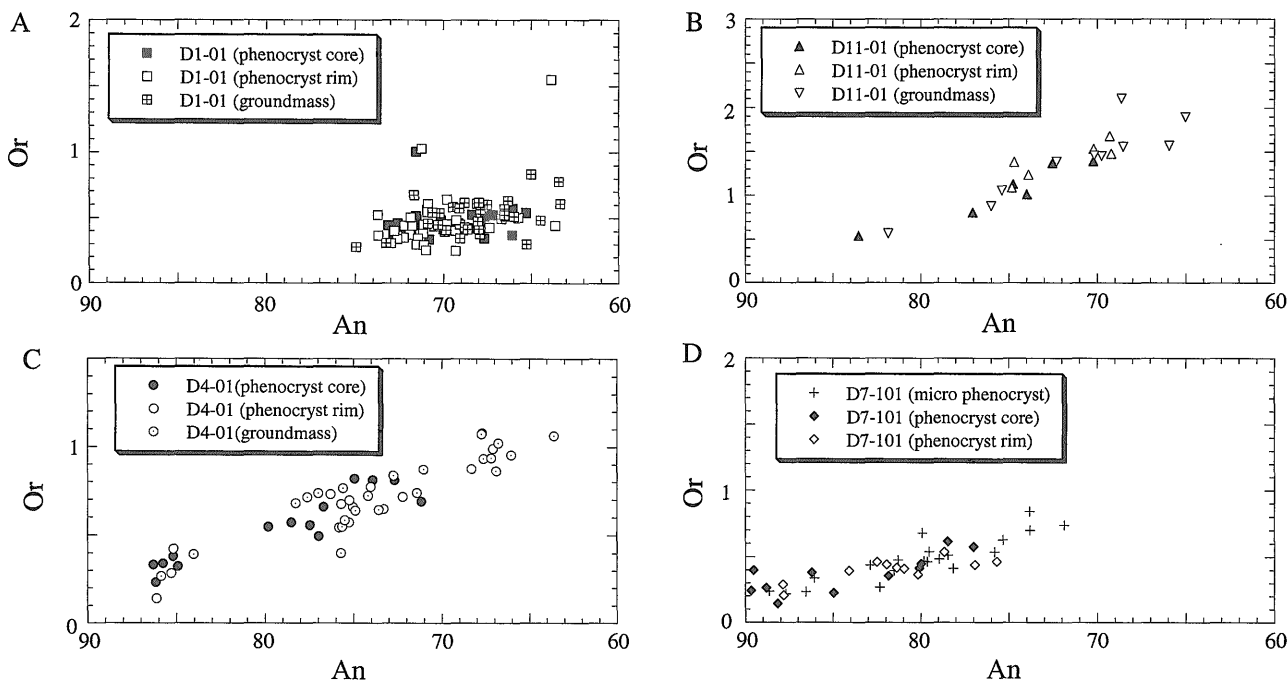 A
D1-01 (phenocryst core)
D1-01 (phenocryst rim)
D1-01 (groundmass)
2
1
0
Or
90 80 70 60
An
B
D11-01 (phenocryst core)
D11-01 (phenocryst rim)
D11-01 (groundmass)
3
2
1
0
Or
90 80 70 60
An
C
D4-01(phenocryst core)
D4-01 (phenocryst rim)
D4-01(groundmass)
1
0
Or
90 80 70 60
An
D
D7-101 (micro phenocryst)
D7-101 (phenocryst core)
D7-101 (phenocryst rim)
2
1
0
Or
90 80 70 60
An